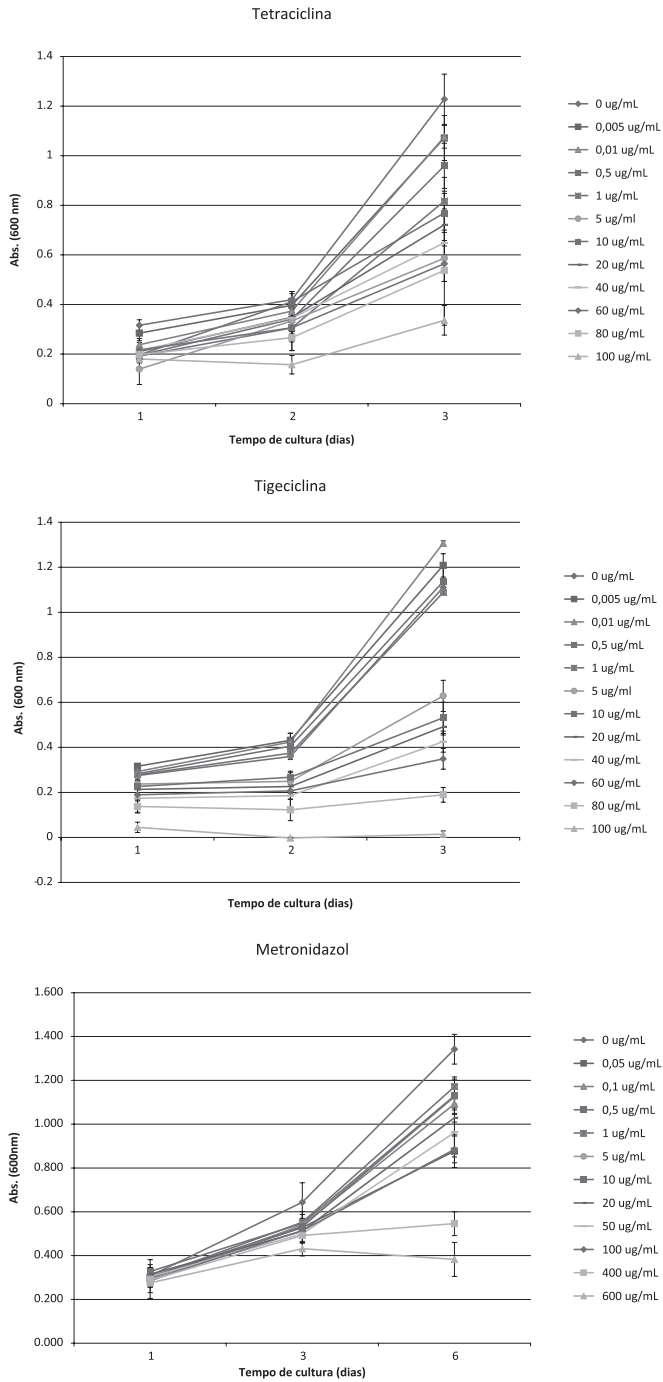 Tetraciclina
1.4
1.2
1
0.8
0.6
0.4
0.2
0
Abs. (600 nm)
1 2 3
Tempo de cultura (dias)
0 ug/mL
0,005 ug/mL
0,01 ug/mL
0,5 ug/mL
1 ug/mL
5 ug/ml
10 ug/mL
20 ug/mL
40 ug/mL
60 ug/mL
80 ug/mL
100 ug/mL
Tigeciclina
1.4
1.2
1
0.8
0.6
0.4
0.2
0
-0.2
Abs. (600 nm)
1 2 3
Tempo de cultura (dias)
0 ug/mL
0,005 ug/mL
0,01 ug/mL
0,5 ug/mL
1 ug/mL
5 ug/ml
10 ug/mL
20 ug/mL
40 ug/mL
60 ug/mL
80 ug/mL
100 ug/mL
Metronidazol
1.600
1.400
1.200
1.000
0.800
0.600
0.400
0.200
0.000
Abs. (600nm)
1 3 6
Tempo de cultura (dias)
0 ug/mL
0,05 ug/mL
0,1 ug/mL
0,5 ug/mL
1 ug/mL
5 ug/mL
10 ug/mL
20 ug/mL
50 ug/mL
100 ug/mL
400 ug/mL
600 ug/mL